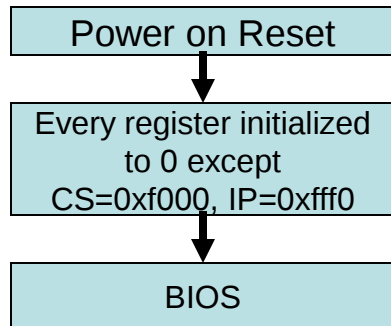 Power on Reset
Every register initialized
to 0 except
CS=0xf000, IP=0xfff0
BIOS